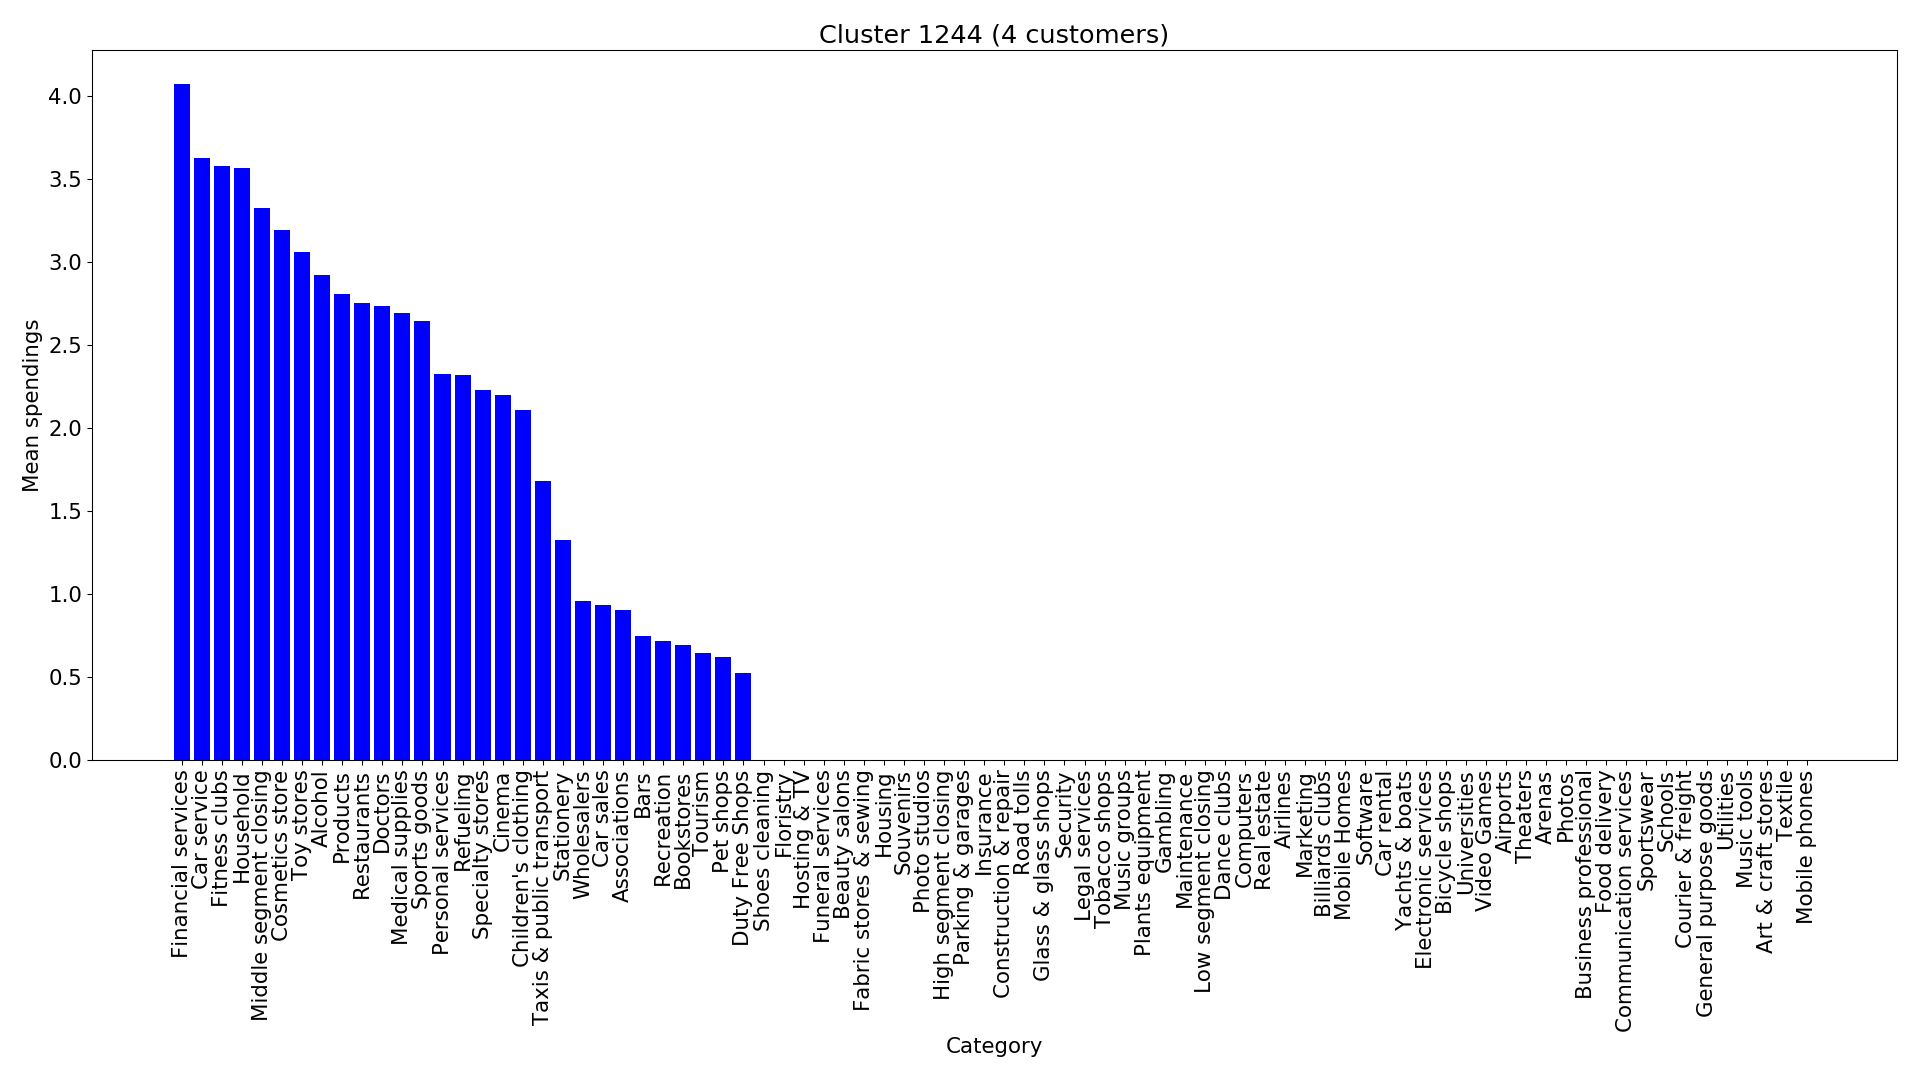 Cluster 1244 (4 customers)
Mean spendings
4.0
3.5
3.0
2.5
2.0
1.5
1.0
0.5
0.0
Financial services
Car service
Fitness clubs
Household
Middle segment closing
Cosmetics store
Toy stores
Alcohol
Products
Restaurants
Doctors
Medical supplies
Sports goods
Personal services
Refueling
Specialty stores
Cinema
Children's clothing
Taxis & public transport
Stationery
Wholesalers
Car sales
Associations
Bars
Recreation
Bookstores
Tourism
Pet shops
Duty Free Shops
Shoes cleaning
Floristry
Hosting & TV
Funeral services
Beauty salons
Fabric stores & sewing
Housing
Souvenirs
Photo studios
High segment closing
Parking & garages
Insurance
Construction & repair
Road tolls
Glass & glass shops
Security
Legal services
Tobacco shops
Music groups
Plants equipment
Gambling
Maintenance
Low segment closing
Dance clubs
Computers
Real estate
Airlines
Marketing
Billiards clubs
Mobile Homes
Software
Car rental
Yachts & boats
Electronic services
Bicycle shops
Universities
Video Games
Airports
Theaters
Arenas
Photos
Business professional
Food delivery
Communication services
Sportswear
Schools
Courier & freight
General purpose goods
Utilities
Music tools
Art & craft stores
Textile
Mobile phones
Category